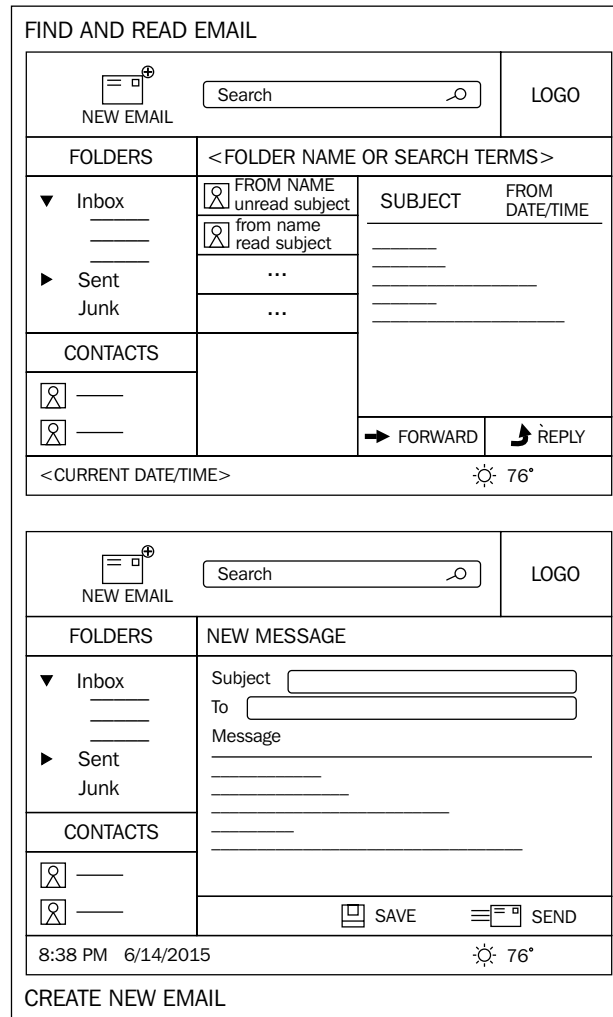 FIND AND READ EMAIL
NEW EMAIL
Search
LOGO
FOLDERS
<FOLDER NAME OR SEARCH TERMS>
Inbox
Sent
Junk
FROM NAME
unread subject
from name
read subject
...
...
SUBJECT
FROM
DATE/TIME
CONTACTS
FORWARD
REPLY
<CURRENT DATE/TIME>
76°
NEW EMAIL
Search
LOGO
FOLDERS
NEW MESSAGE
Inbox
Sent
Junk
Subject
To
Message
CONTACTS
SAVE
SEND
8:38 PM 6/14/2015
76°
CREATE NEW EMAIL